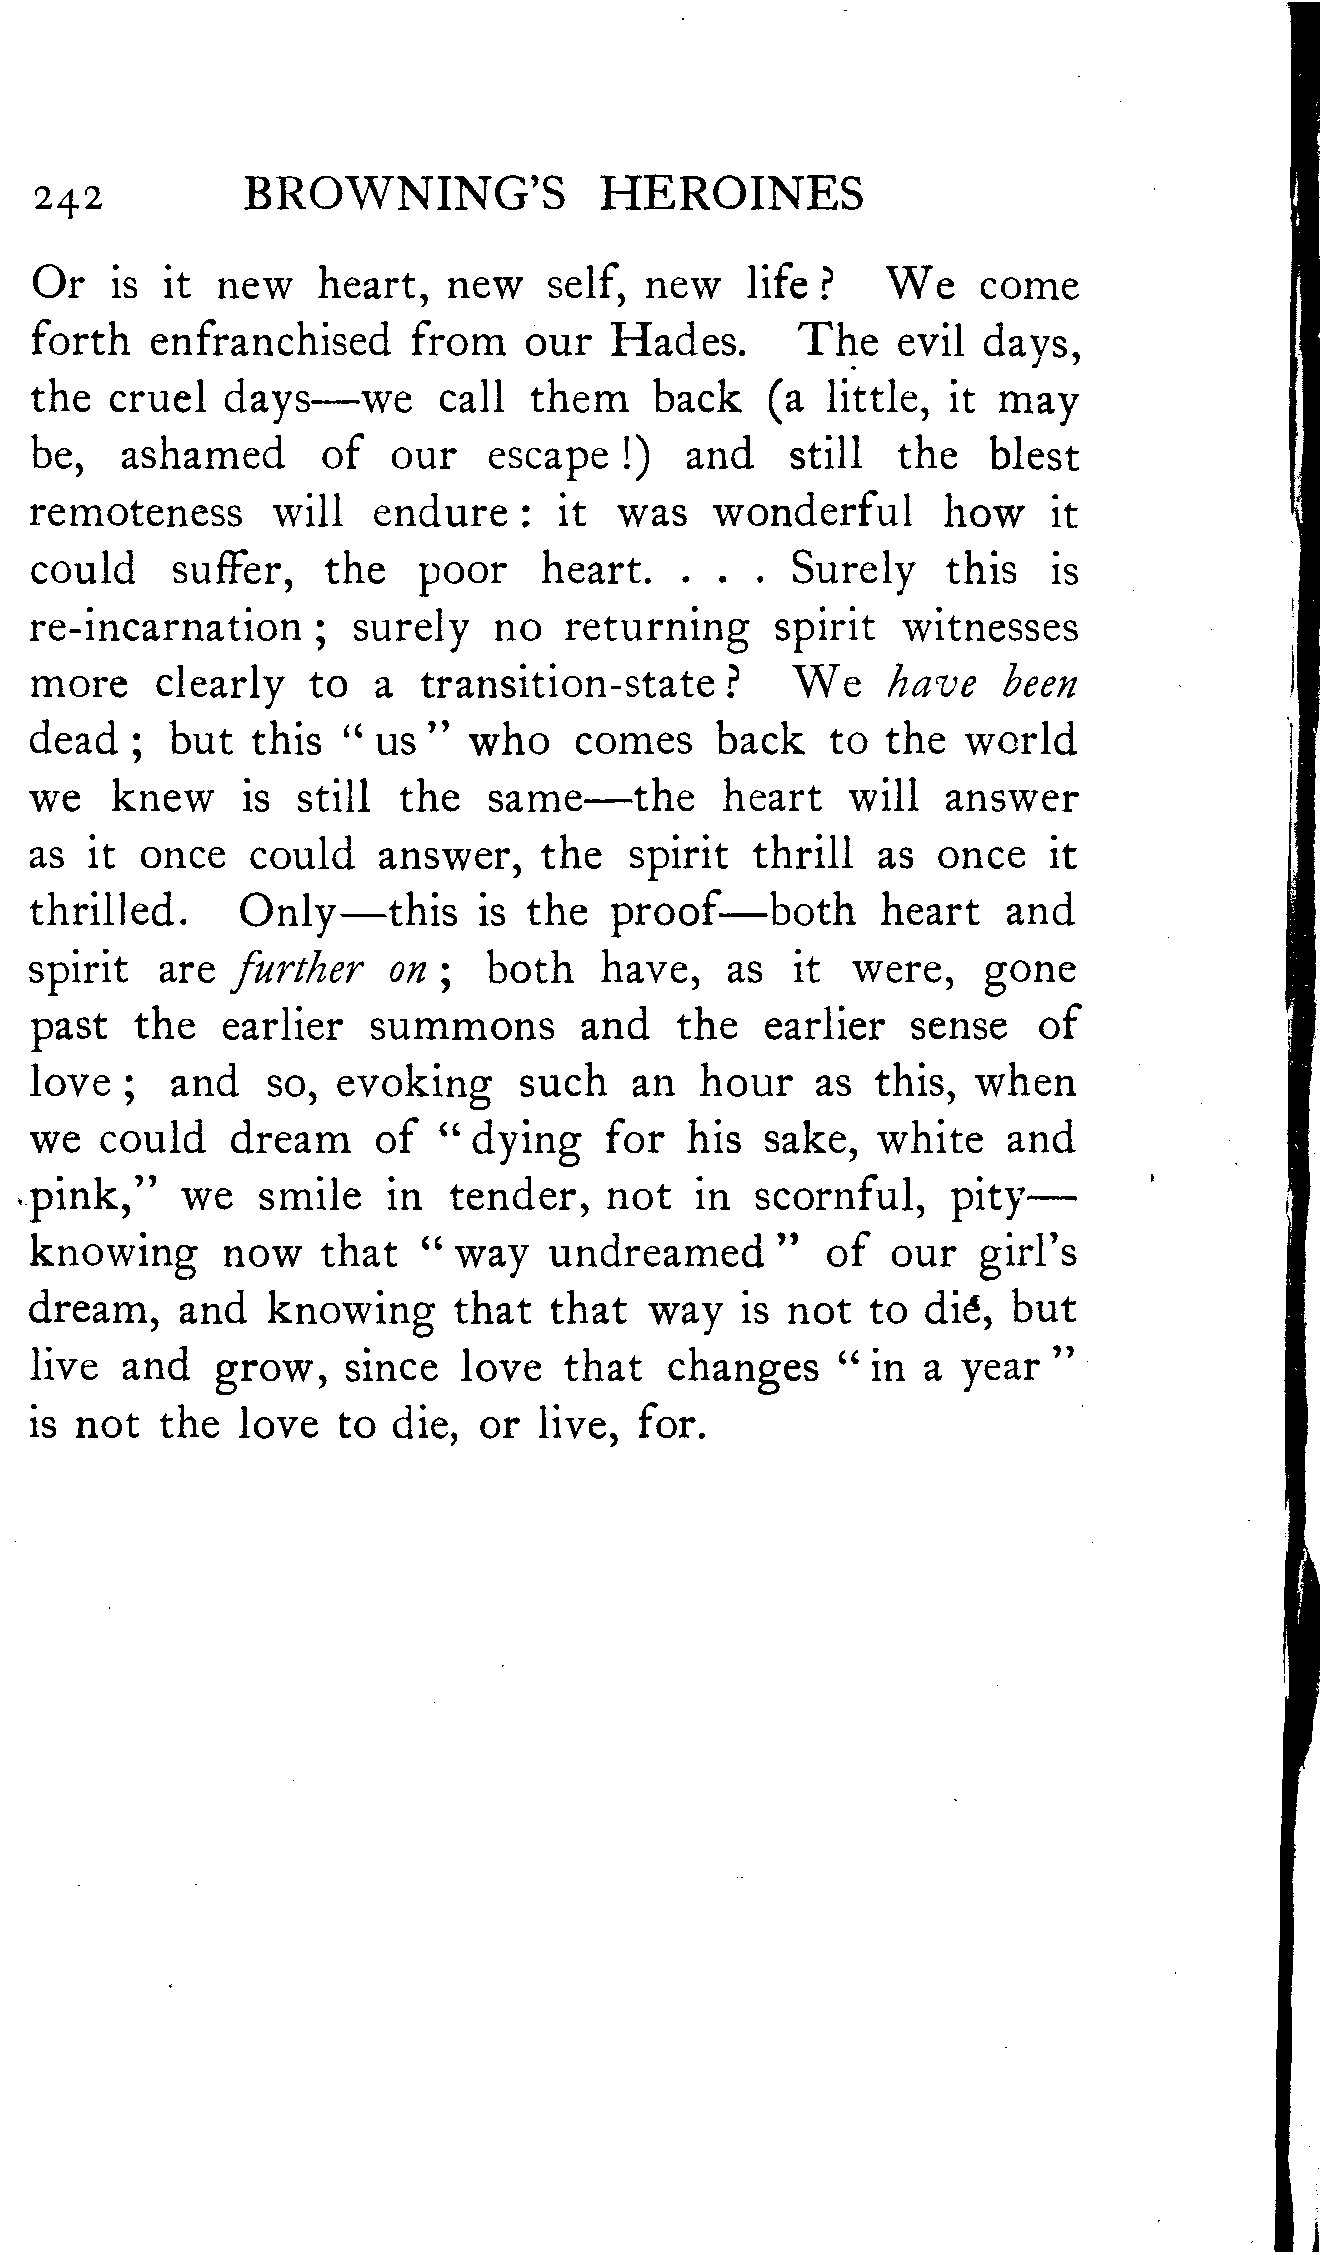 242 BROWNING'S HEROINES
Or is it new heart, new self, new life? We come
forth enfranchised from our Hades. The evil days,
the cruel days—we call them back (a little, it may
be, ashamed of our escape!) and still the blest
remoteness will endure: it was wonderful how it
could suffer, the poor heart. . . . Surely this is
re-incarnation; surely no returning spirit witnesses
more clearly to a transition-state? We have been
dead; but this "us" who comes back to the world
we knew is still the same—the heart will answer
as it once could answer, the spirit thrill as once it
thrilled. Only—this is the proof—both heart and
spirit are further on; both have, as it were, gone
past the earlier summons and the earlier sense of
love; and so, evoking such an hour as this, when
we could dream of "dying for his sake, white and
pink," we smile in tender, not in scornful, pity—
knowing now that "way undreamed" of our girl's
dream, and knowing that that way is not to die, but
live and grow, since love that changes "in a year"
is not the love to die, or live, for.